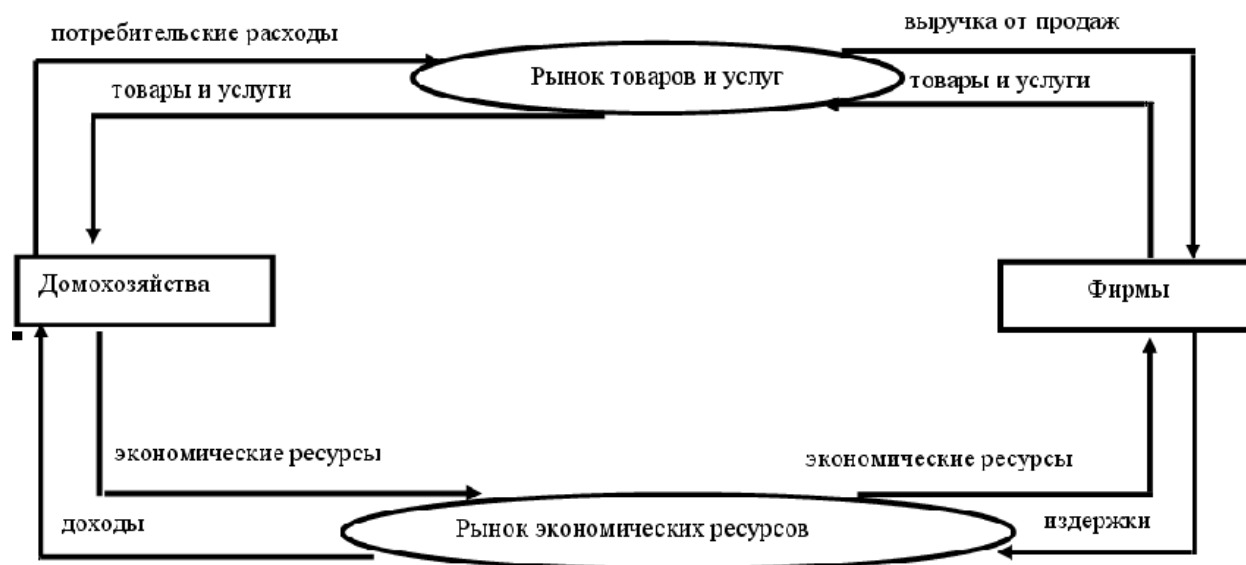 потребительские расходы
выручка от продаж
Рынок товаров и услуг
товары и услуги
товары и услуги
Домохозяйства
Фирмы
экономические ресурсы
экономические ресурсы
доходы
Рынок экономических ресурсов
издержки